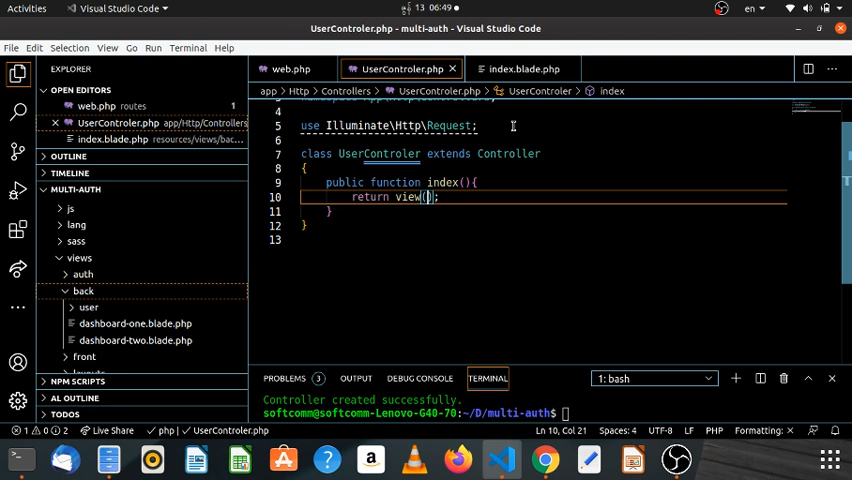 Activities
Visual Studio Code
ဇွန် 13 06:49
en
UserControler.php - multi-auth - Visual Studio Code
File Edit Selection View Go Run Terminal Help
EXPLORER
OPEN EDITORS
web.php routes 1
UserControler.php app/Http/Controllers
index.blade.php resources/views/bac...
OUTLINE
TIMELINE
MULTI-AUTH
js
lang
sass
views
auth
back
user
dashboard-one.blade.php
dashboard-two.blade.php
front
NPM SCRIPTS
AL OUTLINE
TODOS
web.php
UserControler.php
index.blade.php
app > Http > Controllers > UserControler.php > UserControler > index
4
5 use Illuminate\Http\Request;
6
7 class UserControler extends Controller
8 {
9 public function index(){
10 return view();
11 }
12 }
13
PROBLEMS 3 OUTPUT DEBUG CONSOLE TERMINAL 1: bash
Controller created successfully.
softcomm@softcomm-Lenovo-G40-70:~/D/multi-auth$
1 0 2 Live Share php UserControler.php Ln 10, Col 21 Spaces: 4 UTF-8 LF PHP Formatting: ×